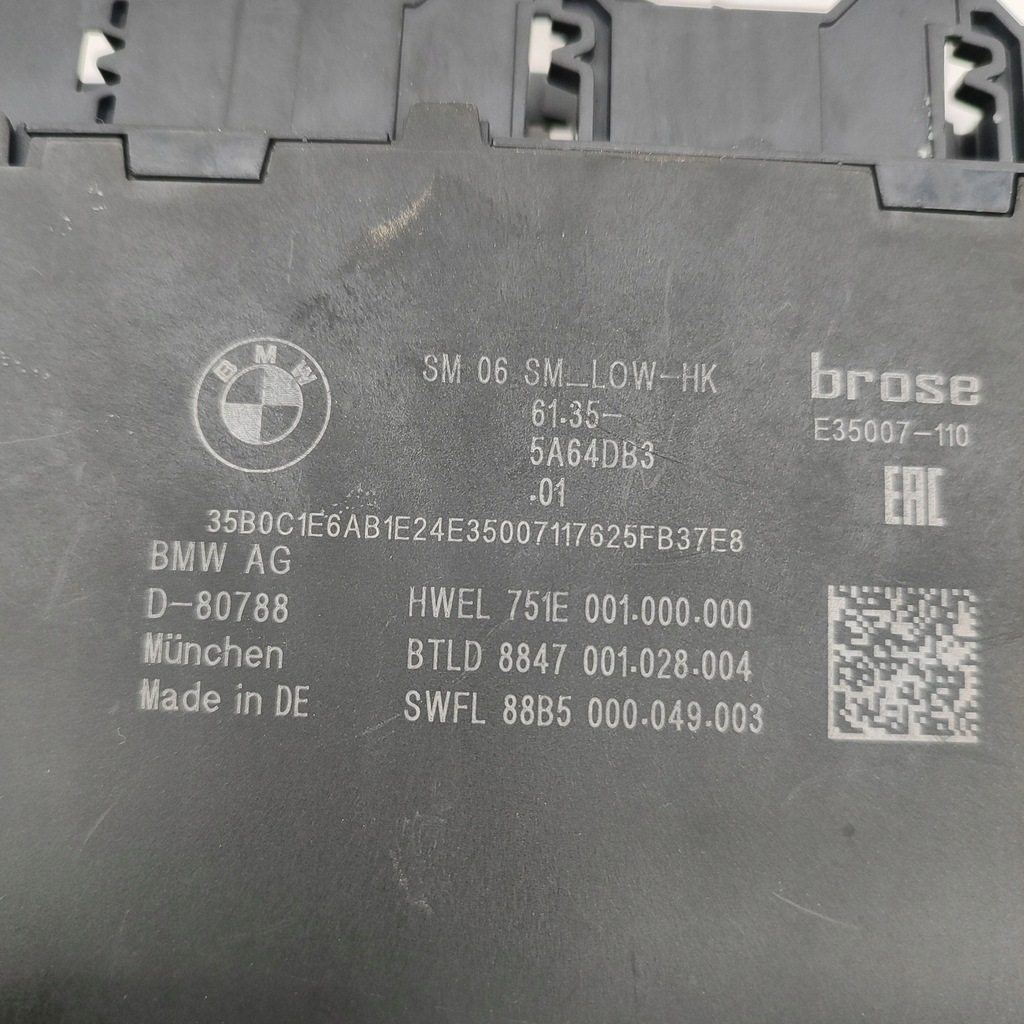 BMW
SM 06 SM_LOW-HK
61.35-
5A64DB3
.01
brose
E35007-110
EAC
35B0C1E6AB1E24E35007117625FB37E8
BMW AG
D-80788
München
Made in DE
HWEL 751E 001.000.000
BTLD 8847 001.028.004
SWFL 88B5 000.049.003